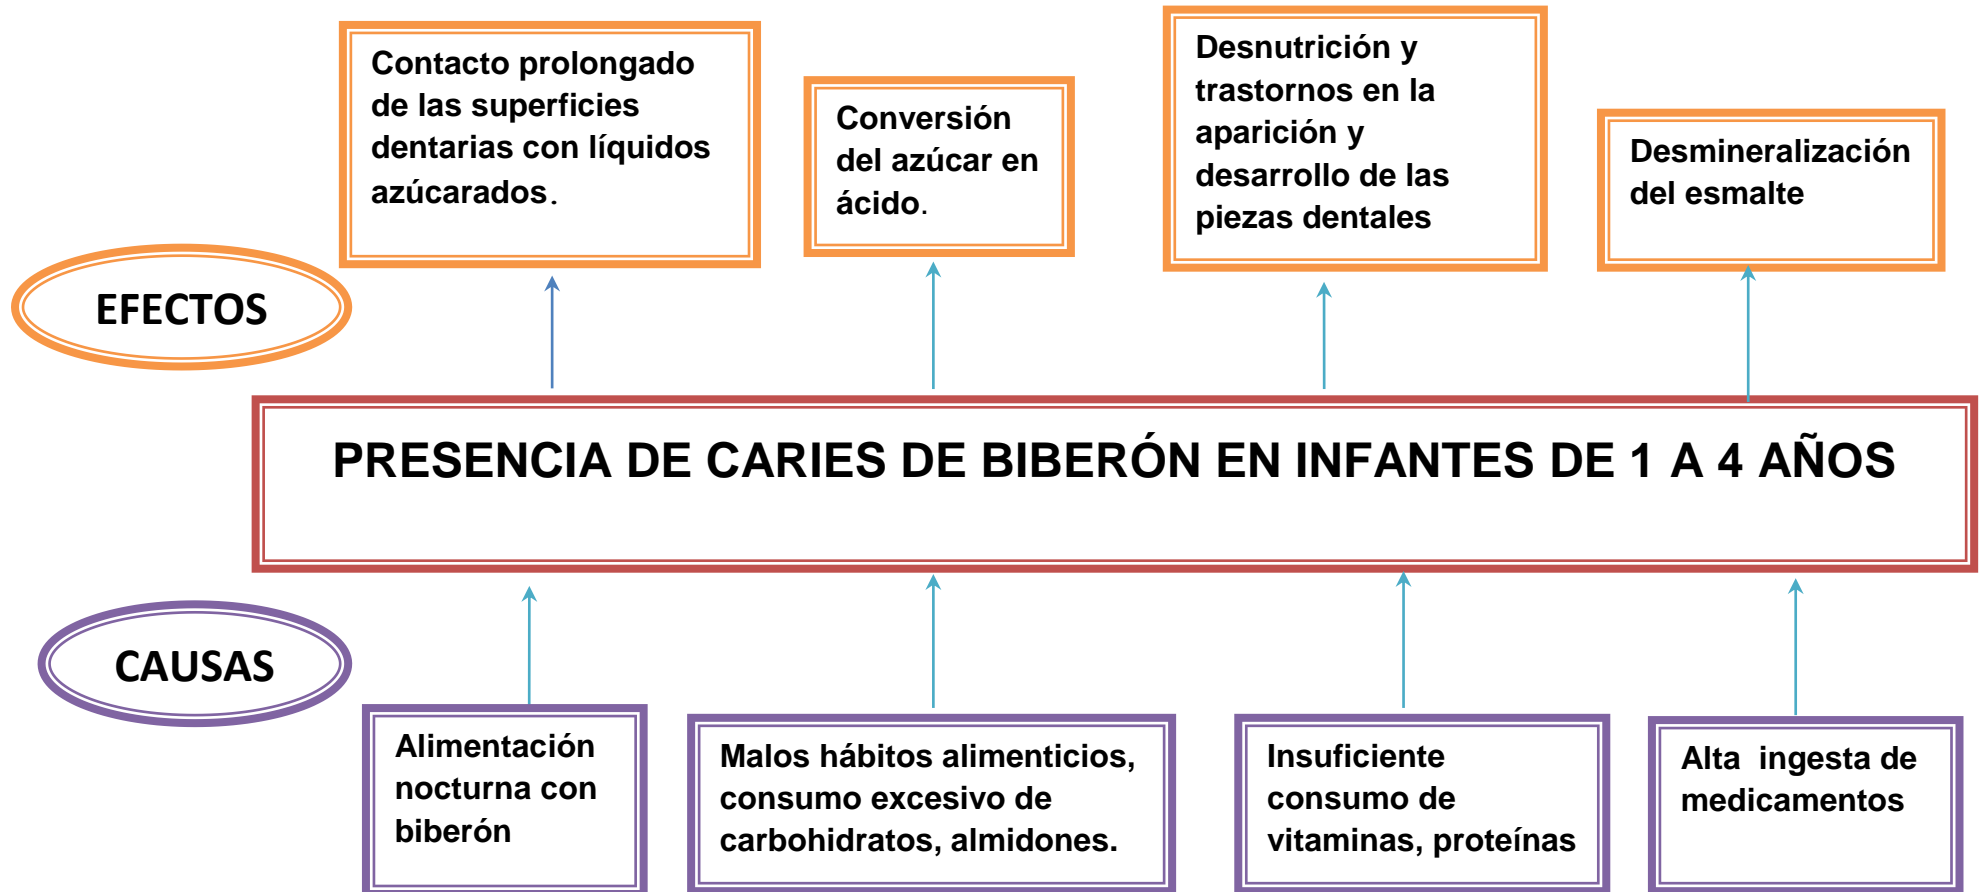 Contacto prolongado
de las superficies
dentarias con líquidos
azúcarados.
Conversión
del azúcar en
ácido.
Desnutrición y
trastornos en la
aparición y
desarrollo de las
piezas dentales
Desmineralización
del esmalte
EFECTOS
PRESENCIA DE CARIES DE BIBERÓN EN INFANTES DE 1 A 4 AÑOS
CAUSAS
Alimentación
nocturna con
biberón
Malos hábitos alimenticios,
consumo excesivo de
carbohidratos, almidones.
Insuficiente
consumo de
vitaminas, proteínas
Alta  ingesta de
medicamentos